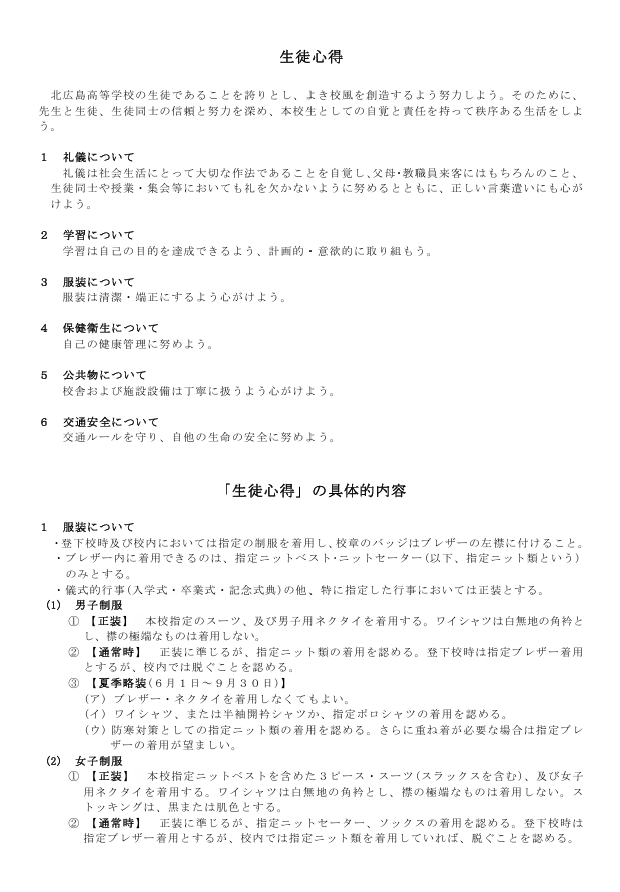 生徒心得
北広島高等学校の生徒であることを誇りとし、よき校風を創造するよう努力しよう。そのために、
先生と生徒、生徒同士の信頼と努力を深め、本校生としての自覚と責任を持って秩序ある生活をしよ
う。
1 礼儀について
礼儀は社会生活にとって大切な作法であることを自覚し、父母・教職員来客にはもちろんのこと、
生徒同士や授業・集会等においても礼を欠かないように努めるとともに、正しい言葉遣いにも心が
けよう。
2 学習について
学習は自己の目的を達成できるよう、計画的・意欲的に取り組もう。
3 服装について
服装は清潔・端正にするよう心がけよう。
4 保健衛生について
自己の健康管理に努めよう。
5 公共物について
校舎および施設設備は丁寧に扱うよう心がけよう。
6 交通安全について
交通ルールを守り、自他の生命の安全に努めよう。
「生徒心得」の具体的内容
1 服装について
・登下校時及び校内においては指定の制服を着用し、校章のバッジはブレザーの左襟に付けること。
・ブレザー内に着用できるのは、指定ニットベスト・ニットセーター(以下、指定ニット類という)
のみとする。
・儀式的行事(入学式・卒業式・記念式典)の他、特に指定した行事においては正装とする。
(1) 男子制服
① 【正装】 本校指定のスーツ、及び男子用ネクタイを着用する。ワイシャツは白無地の角衿と
し、襟の極端なものは着用しない。
② 【通常時】 正装に準じるが、指定ニット類の着用を認める。登下校時は指定ブレザー着用
とするが、校内では脱ぐことを認める。
③ 【夏季略装(6月1日～9月30日)】
(ア) ブレザー・ネクタイを着用しなくてもよい。
(イ) ワイシャツ、または半袖開衿シャツか、指定ポロシャツの着用を認める。
(ウ) 防寒対策としての指定ニット類の着用を認める。さらに重ね着が必要な場合は指定ブレ
ザーの着用が望ましい。
(2) 女子制服
① 【正装】 本校指定ニットベストを含めた3ピース・スーツ(スラックスを含む)、及び女子
用ネクタイを着用する。ワイシャツは白無地の角衿とし、襟の極端なものは着用しない。ス
トッキングは、黒または肌色とする。
② 【通常時】 正装に準じるが、指定ニットセーター、ソックスの着用を認める。登下校時は
指定ブレザー着用とするが、校内では指定ニット類を着用していれば、脱ぐことを認める。